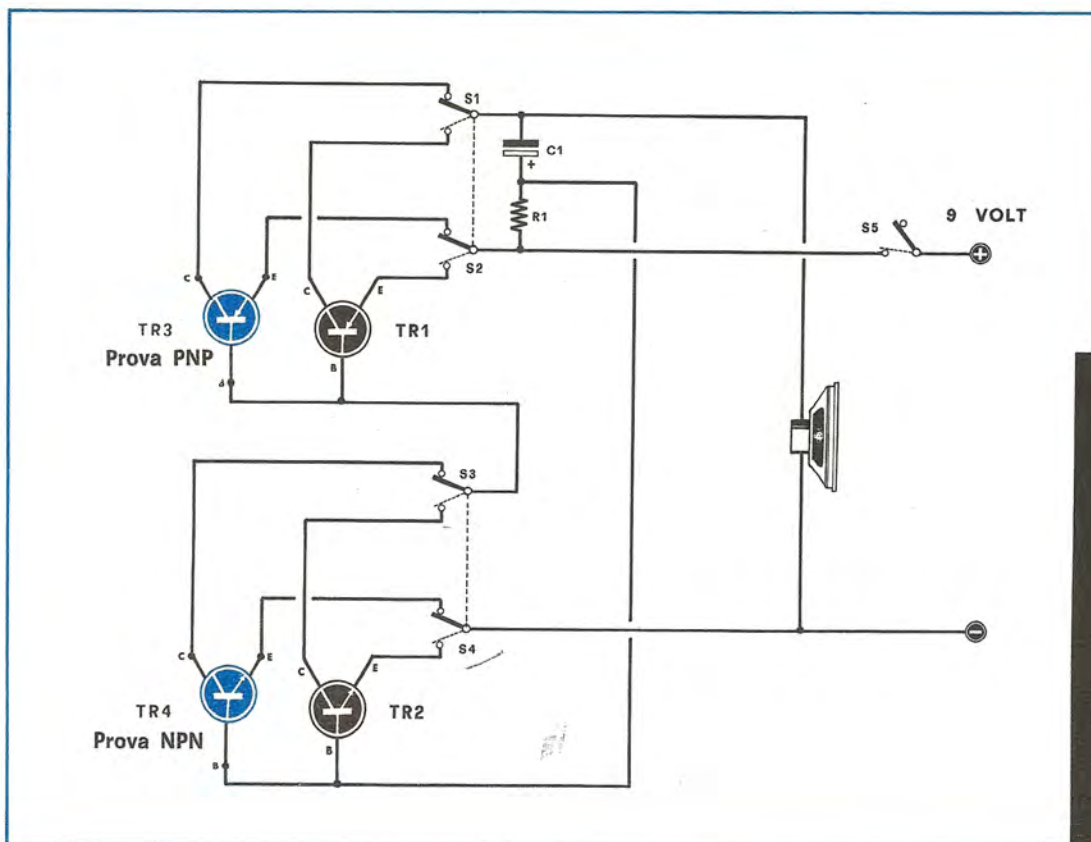 S1
C1
+
R1
S2
S5
9 VOLT
+
C
E
TR3
Prova PNP
B
C
E
TR1
B
S3
S4
-
C
E
TR4
Prova NPN
B
C
E
TR2
B